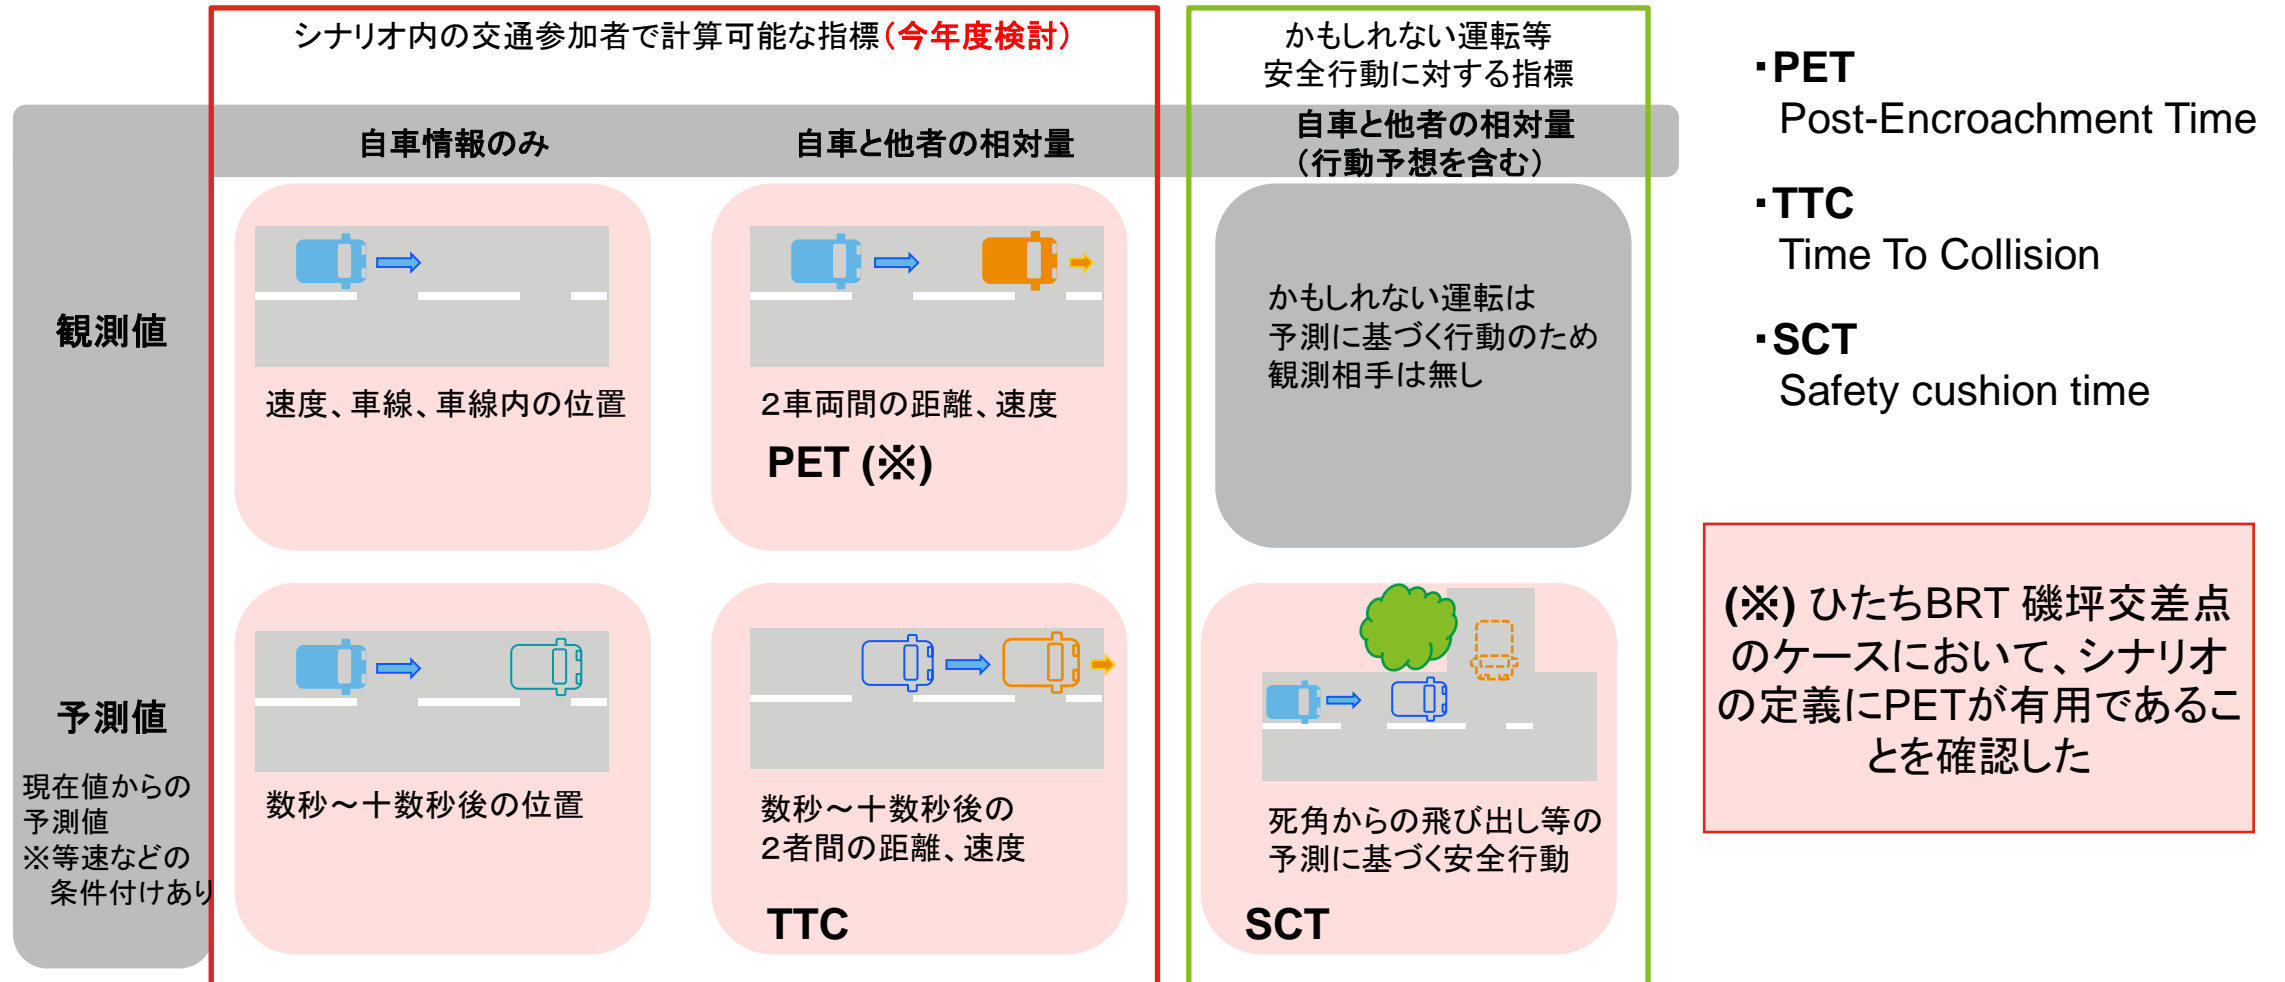 シナリオ内の交通参加者で計算可能な指標(今年度検討)
かもしれない運転等
安全行動に対する指標
自車情報のみ
自車と他者の相対量
自車と他者の相対量
(行動予想を含む)
観測値
速度、車線、車線内の位置
2車両間の距離、速度
PET (※)
かもしれない運転は
予測に基づく行動のため
観測相手は無し
予測値
現在値からの
予測値
※等速などの
条件付けあり
数秒～十数秒後の位置
数秒～十数秒後の
2者間の距離、速度
TTC
死角からの飛び出し等の
予測に基づく安全行動
SCT
・PET
Post-Encroachment Time
・TTC
Time To Collision
・SCT
Safety cushion time
(※) ひたちBRT 磯坪交差点
のケースにおいて、シナリオ
の定義にPETが有用であるこ
とを確認した